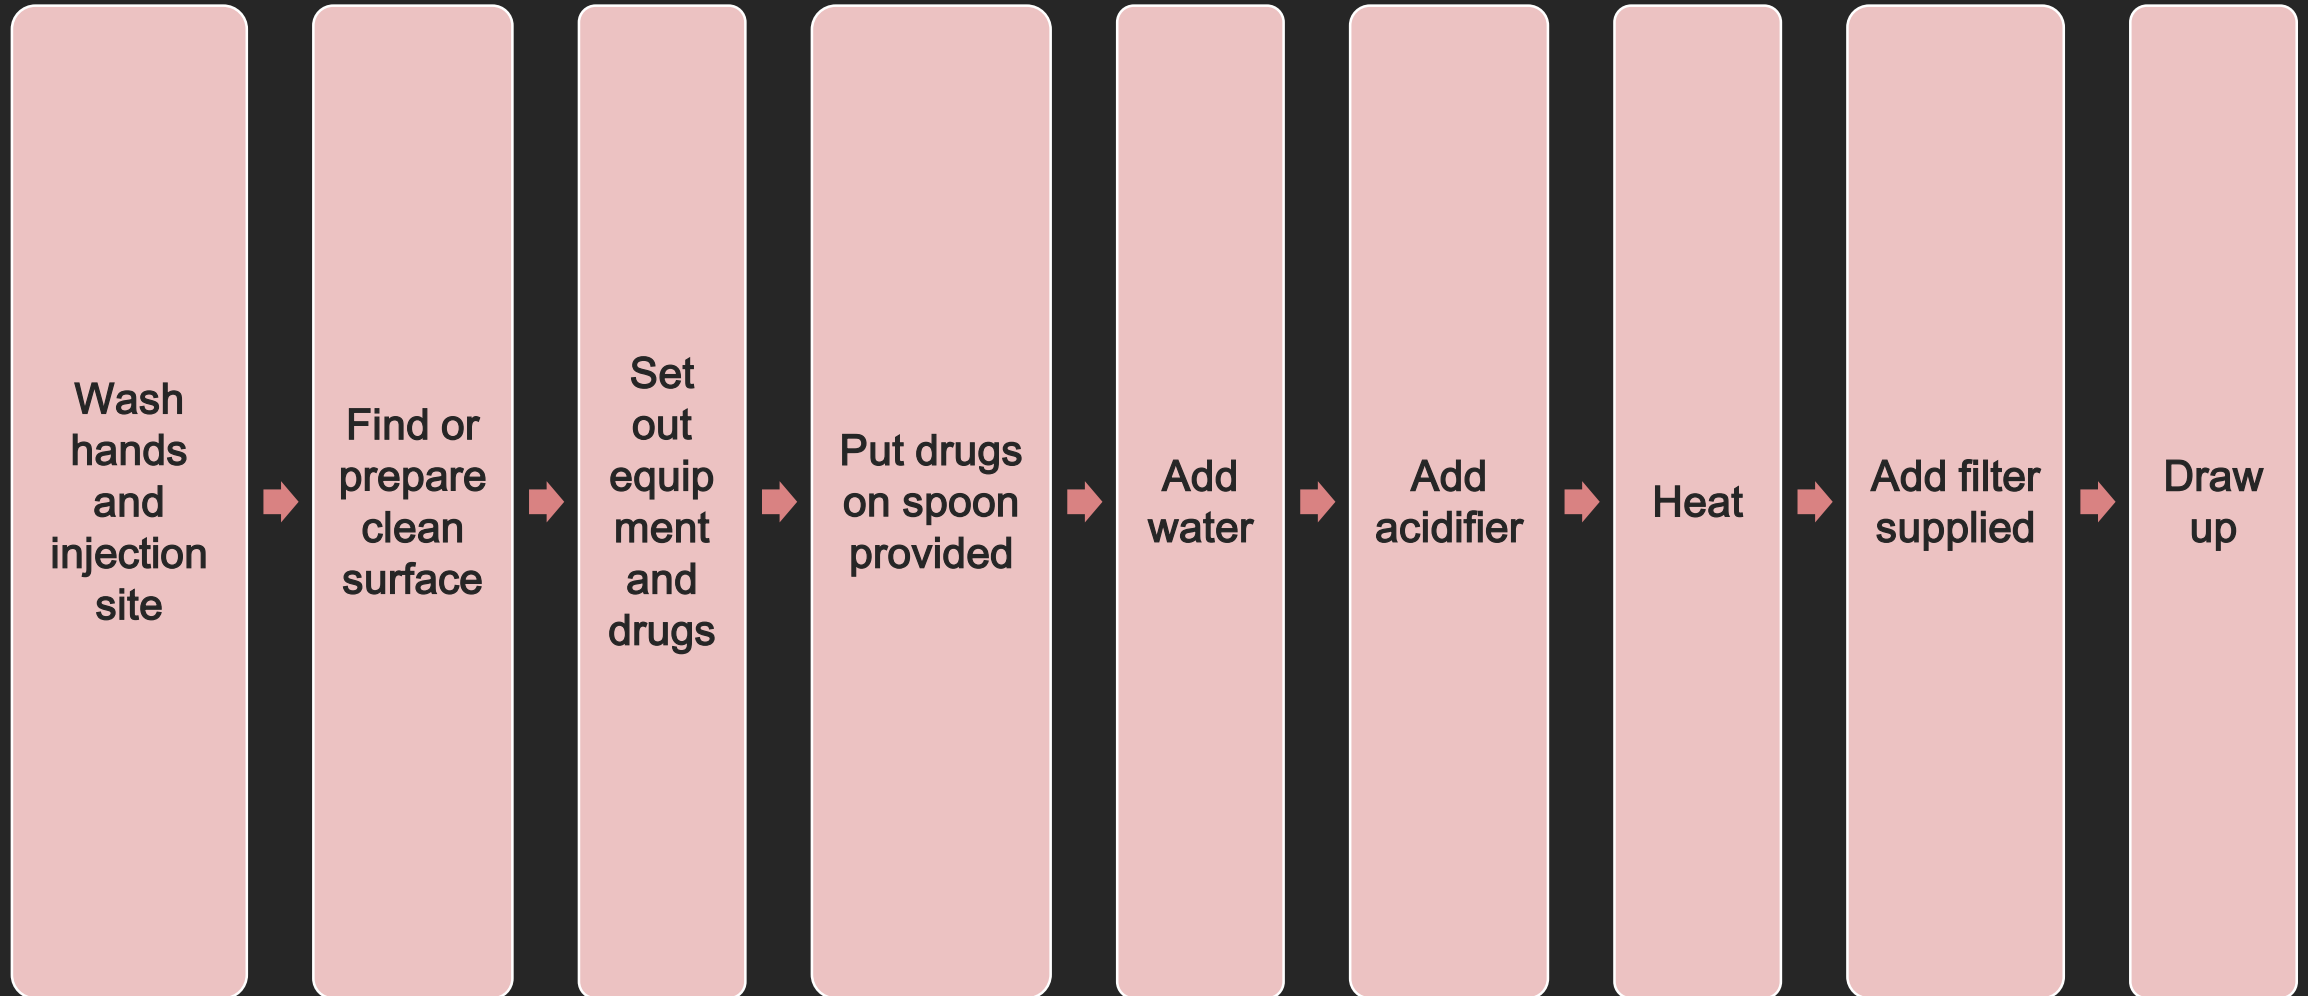 Wash
hands
and
injection
site
Find or
prepare
clean
surface
Set
out
equip
ment
and
drugs
Put drugs
on spoon
provided
Add
water
Add
acidifier
Heat
Add filter
supplied
Draw
up